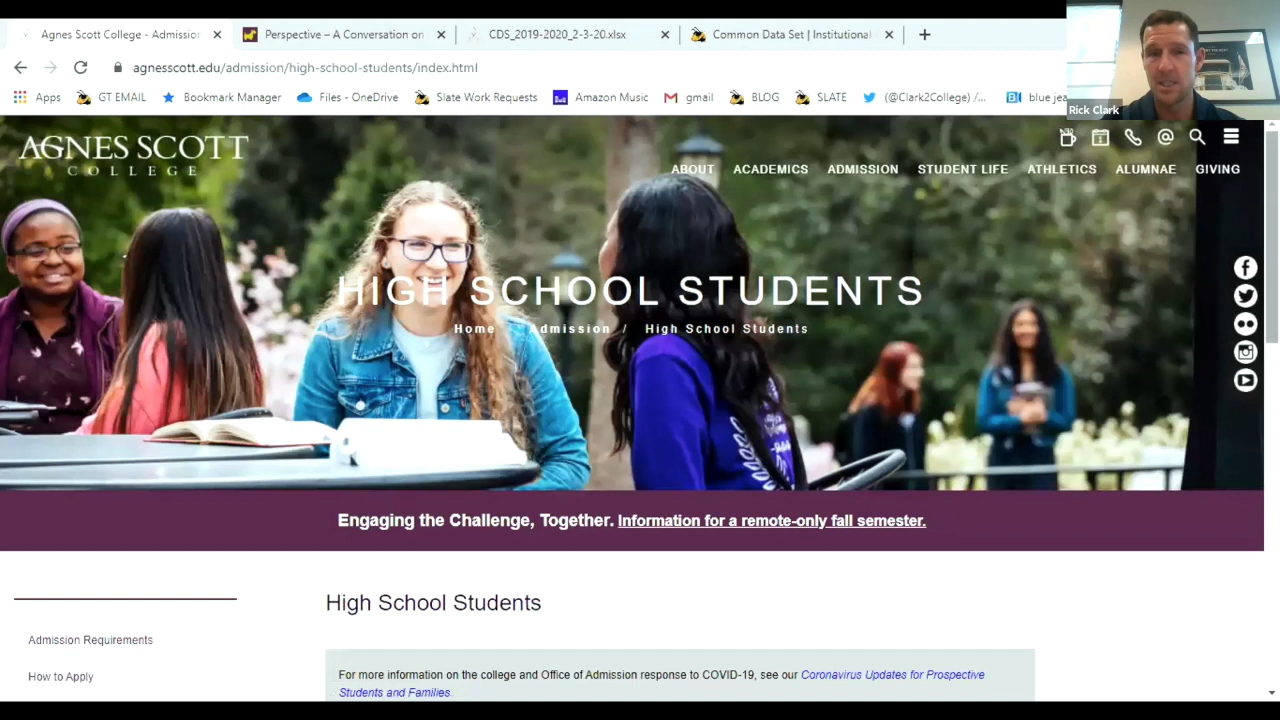 Agnes Scott College - Admission
Perspective – A Conversation on
CDS_2019-2020_2-3-20.xlsx
Common Data Set | Institutional
agnesscott.edu/admission/high-school-students/index.html
Apps
GT EMAIL
Bookmark Manager
Files - OneDrive
Slate Work Requests
Amazon Music
gmail
BLOG
SLATE
(@Clark2College) /...
blue jea
Rick Clark
AGNES SCOTT
COLLEGE
ABOUT ACADEMICS ADMISSION STUDENT LIFE ATHLETICS ALUMNAE GIVING
HIGH SCHOOL STUDENTS
Home Admission / High School Students
Engaging the Challenge, Together. Information for a remote-only fall semester.
High School Students
Admission Requirements
How to Apply
For more information on the college and Office of Admission response to COVID-19, see our Coronavirus Updates for Prospective
Students and Families.